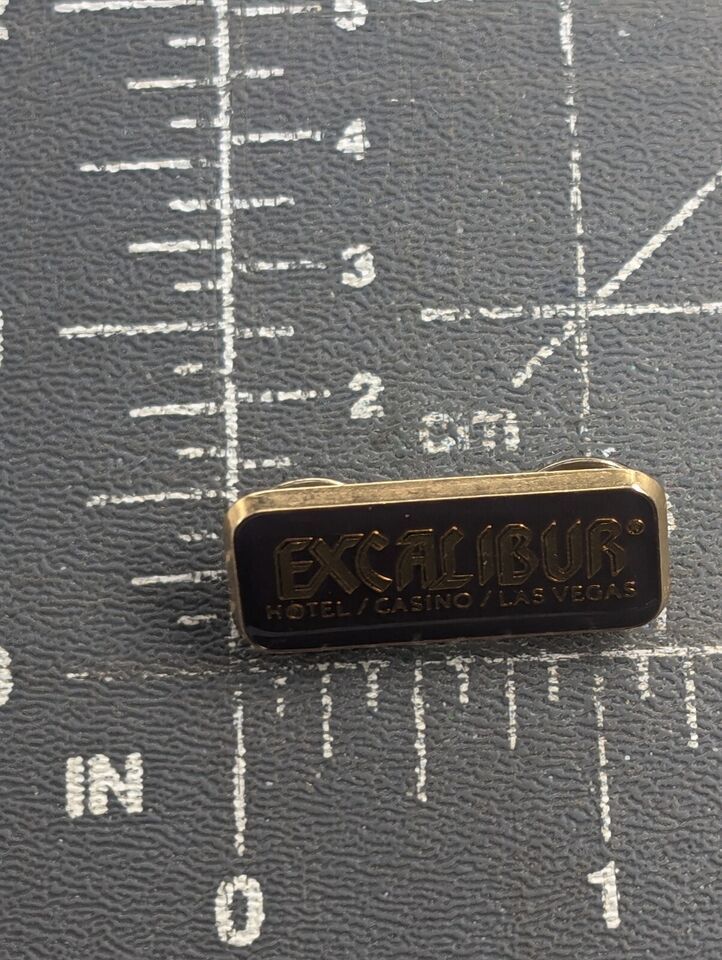 5
4
3
2
cm
EXCALIBUR®
HOTEL / CASINO / LAS VEGAS
IN
0
1